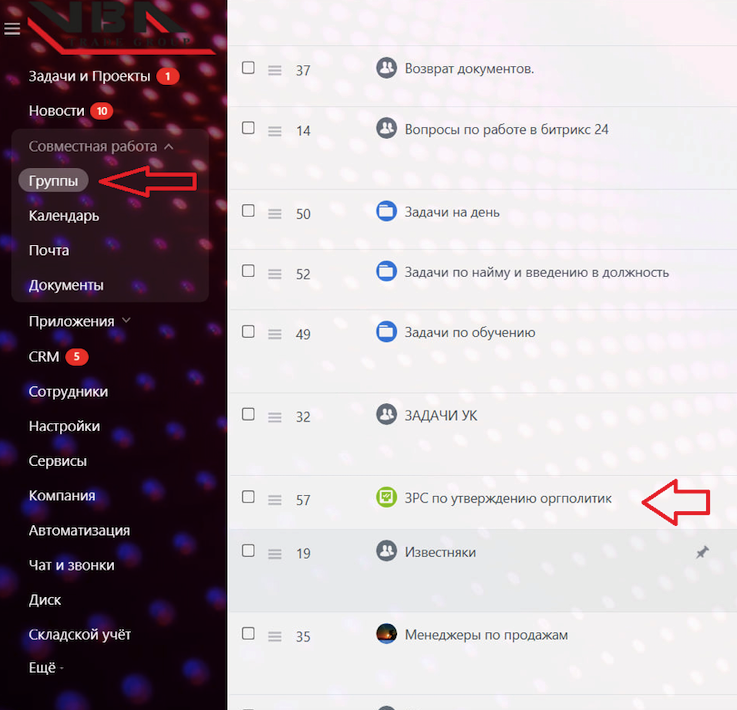 VBA
TRADE GROUP
Задачи и Проекты 1
Новости 10
Совместная работа
Группы
Календарь
Почта
Документы
Приложения
CRM 5
Сотрудники
Настройки
Сервисы
Компания
Автоматизация
Чат и звонки
Диск
Складской учёт
Ещё -
37 Возврат документов.
14 Вопросы по работе в битрикс 24
50 Задачи на день
52 Задачи по найму и введению в должность
49 Задачи по обучению
32 ЗАДАЧИ УК
57 ЗРС по утверждению оргполитик
19 Известняки
35 Менеджеры по продажам